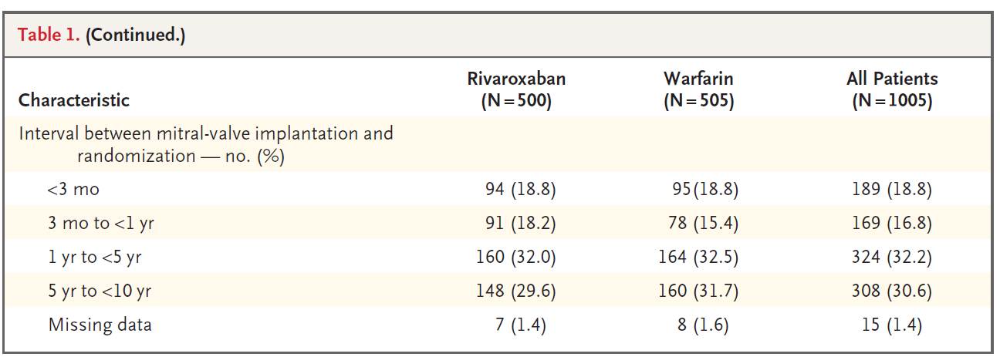 Table 1. (Continued.)
Characteristic Rivaroxaban (N=500) Warfarin (N=505) All Patients (N=1005)
Interval between mitral-valve implantation and
randomization — no. (%)
<3 mo 94 (18.8) 95(18.8) 189 (18.8)
3 mo to <1 yr 91 (18.2) 78 (15.4) 169 (16.8)
1 yr to <5 yr 160 (32.0) 164 (32.5) 324 (32.2)
5 yr to <10 yr 148 (29.6) 160 (31.7) 308 (30.6)
Missing data 7 (1.4) 8 (1.6) 15 (1.4)